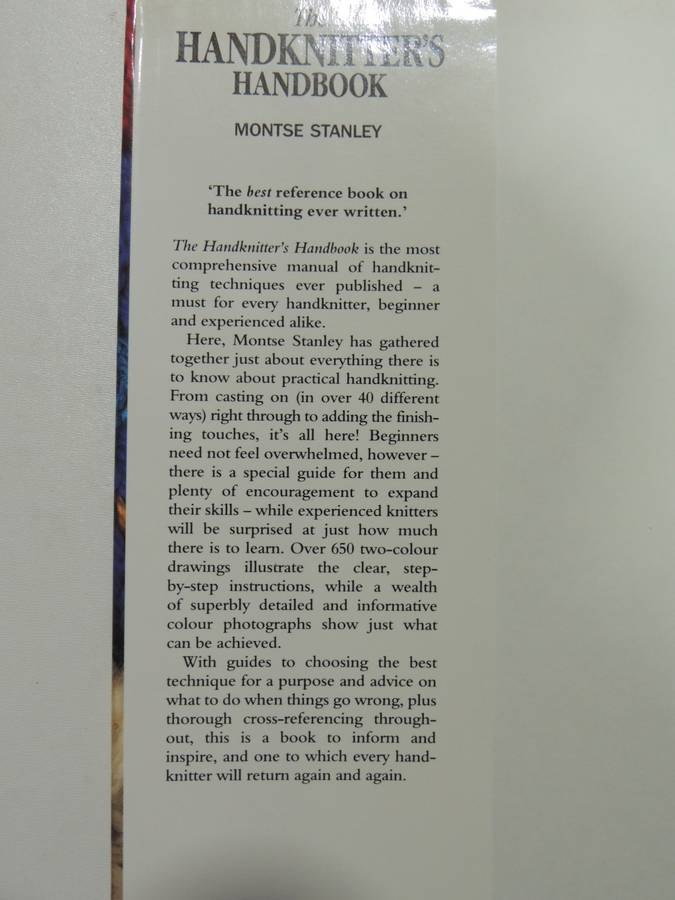 The
HANDKNITTER'S
HANDBOOK
MONTSE STANLEY
‘The best reference book on
handknitting ever written.’
The Handknitter's Handbook is the most
comprehensive manual of handknit-
ting techniques ever published – a
must for every handknitter, beginner
and experienced alike.
Here, Montse Stanley has gathered
together just about everything there is
to know about practical handknitting.
From casting on (in over 40 different
ways) right through to adding the finish-
ing touches, it's all here! Beginners
need not feel overwhelmed, however –
there is a special guide for them and
plenty of encouragement to expand
their skills – while experienced knitters
will be surprised at just how much
there is to learn. Over 650 two-colour
drawings illustrate the clear, step-
by-step instructions, while a wealth
of superbly detailed and informative
colour photographs show just what
can be achieved.
With guides to choosing the best
technique for a purpose and advice on
what to do when things go wrong, plus
thorough cross-referencing through-
out, this is a book to inform and
inspire, and one to which every hand-
knitter will return again and again.